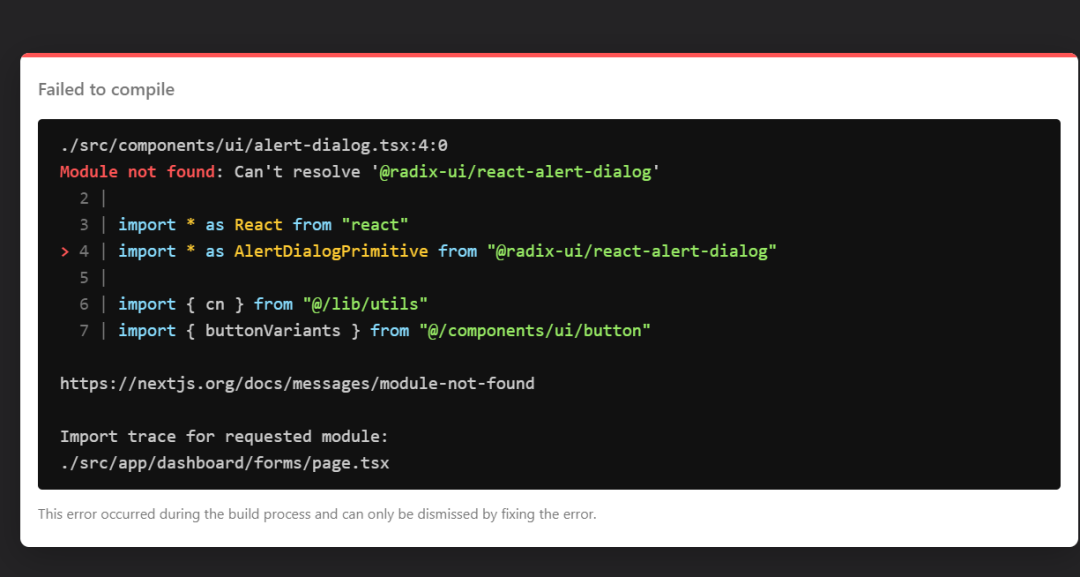 Failed to compile
./src/components/ui/alert-dialog.tsx:4:0
Module not found: Can't resolve '@radix-ui/react-alert-dialog'
2 |
3 | import * as React from "react"
> 4 | import * as AlertDialogPrimitive from "@radix-ui/react-alert-dialog"
5 |
6 | import { cn } from "@/lib/utils"
7 | import { buttonVariants } from "@/components/ui/button"
https://nextjs.org/docs/messages/module-not-found
Import trace for requested module:
./src/app/dashboard/forms/page.tsx
This error occurred during the build process and can only be dismissed by fixing the error.